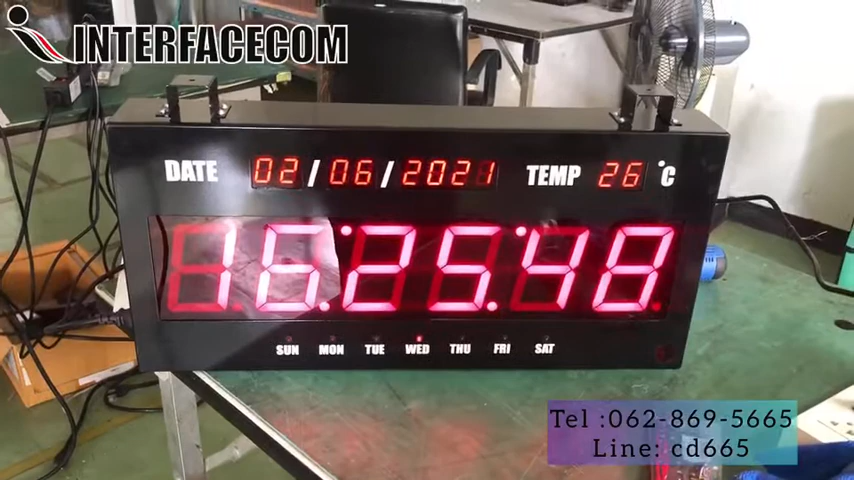 INTERFACECOM
DATE 02/06/2021 TEMP 26 °C
16:25:48
SUN MON TUE WED THU FRI SAT
Tel :062-869-5665
Line: cd665